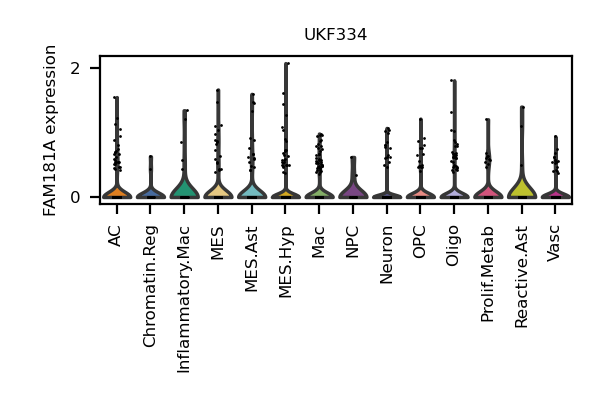 UKF334
FAM181A expression
2
0
AC
Chromatin.Reg
Inflammatory.Mac
MES
MES.Ast
MES.Hyp
Mac
NPC
Neuron
OPC
Oligo
Prolif.Metab
Reactive.Ast
Vasc